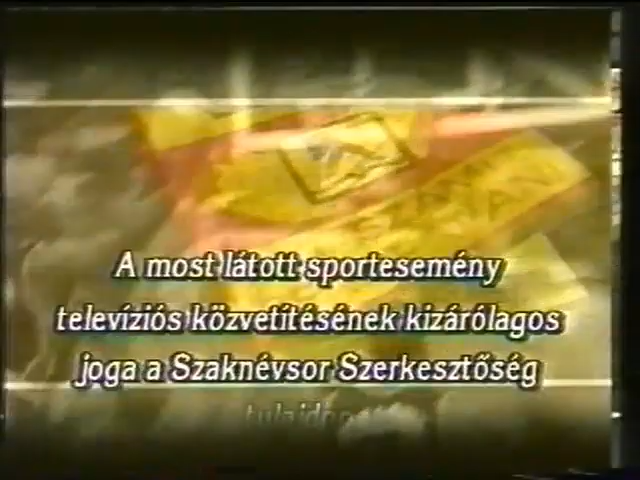 A most látott sportesemény
televíziós közvetítésének kizárólagos
joga a Szaknévsor Szerkesztőség